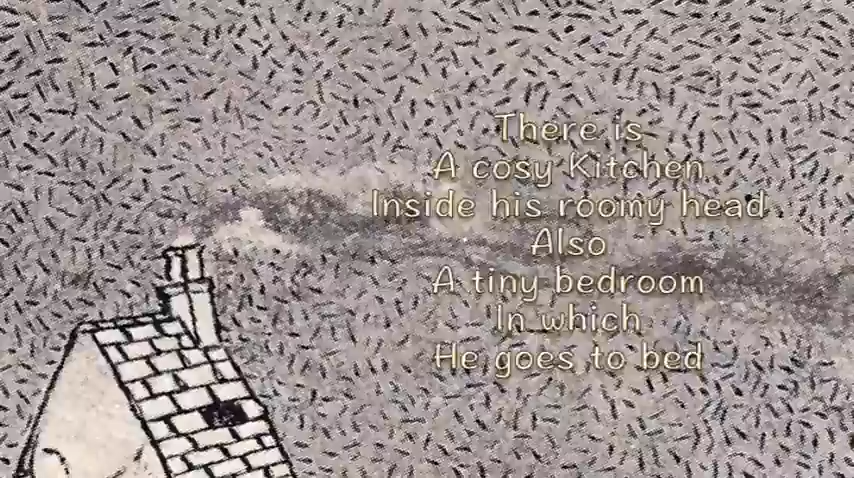 There is
A cosy Kitchen
Inside his roomy head
Also
A tiny bedroom
In which
He goes to bed